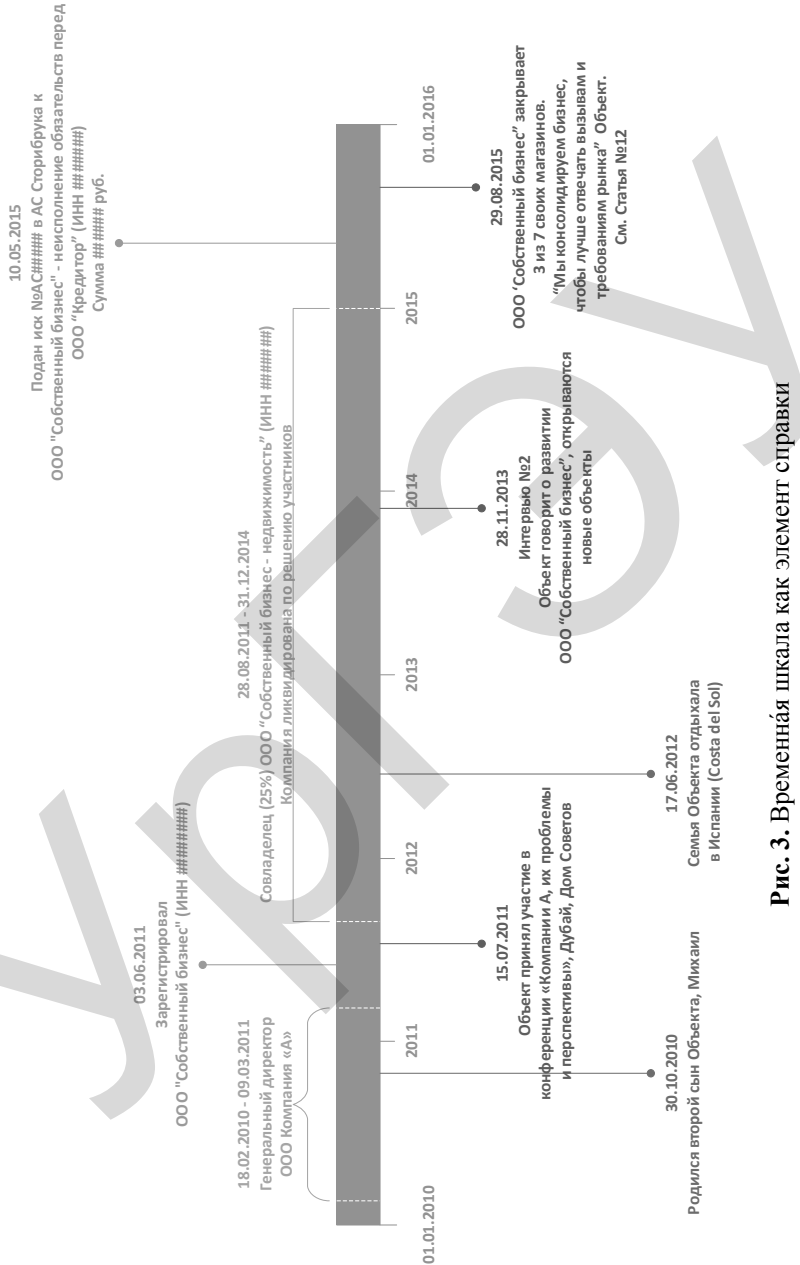 10.05.2015
Подан иск №АС##### в АС Сторибрука к
ООО "Собственный бизнес" - неисполнение обязательств перед
ООО “Кредитор” (ИНН ########)
Сумма ###### руб.
03.06.2011
Зарегистрировал
ООО "Собственный бизнес" (ИНН #########)
18.02.2010 - 09.03.2011
Генеральный директор
ООО Компания «А»
28.08.2011 - 31.12.2014
Совладелец (25%) ООО “Собственный бизнес - недвижимость” (ИНН ########)
Компания ликвидирована по решению участников
01.01.2010
2011
2012
2013
2014
2015
01.01.2016
30.10.2010
Родился второй сын Объекта, Михаил
15.07.2011
Объект принял участие в
конференции «Компании А, их проблемы
и перспективы», Дубай, Дом Советов
17.06.2012
Семья Объекта отдыхала
в Испании (Costa del Sol)
28.11.2013
Интервью №2
Объект говорит о развитии
ООО “Собственный бизнес”, открываются
новые объекты
29.08.2015
ООО ‘Собственный бизнес” закрывает
3 из 7 своих магазинов.
“Мы консолидируем бизнес,
чтобы лучше отвечать вызывам и
требованиям рынка” Объект.
См. Статья №12
Рис. 3. Временна́я шкала как элемент справки
УрГЭУ